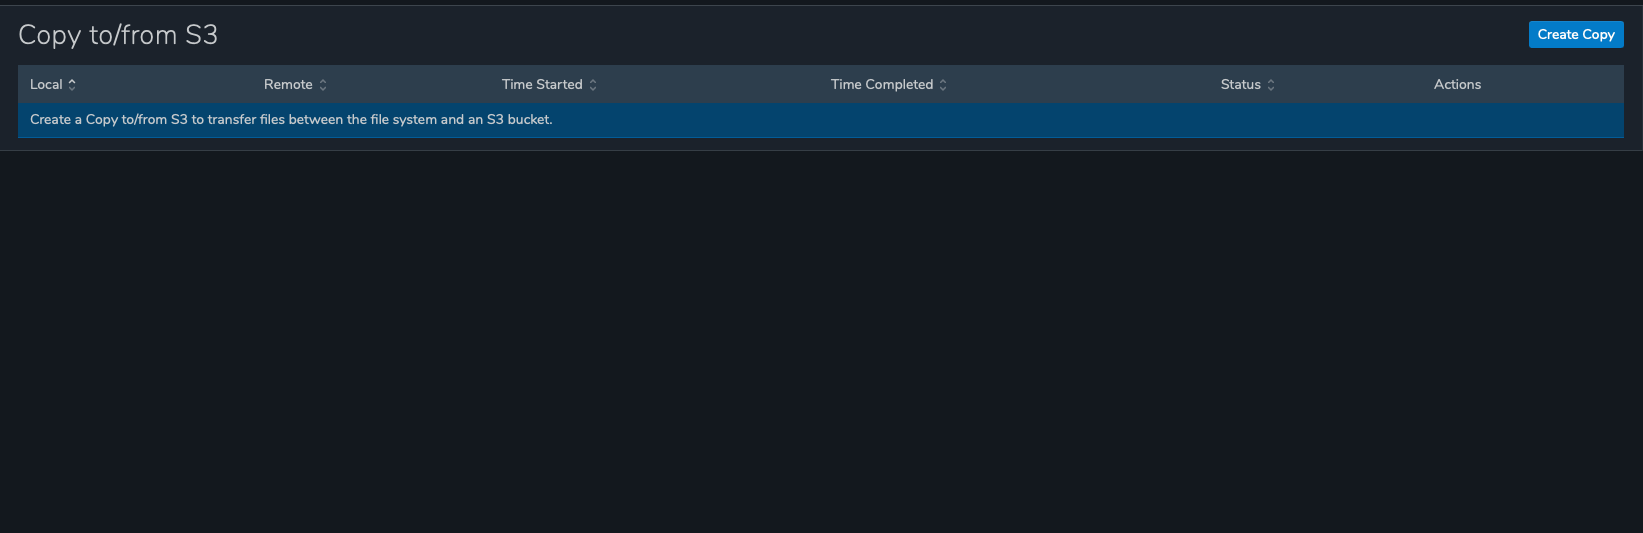 Copy to/from S3
Create Copy
Local Remote Time Started Time Completed Status Actions
Create a Copy to/from S3 to transfer files between the file system and an S3 bucket.